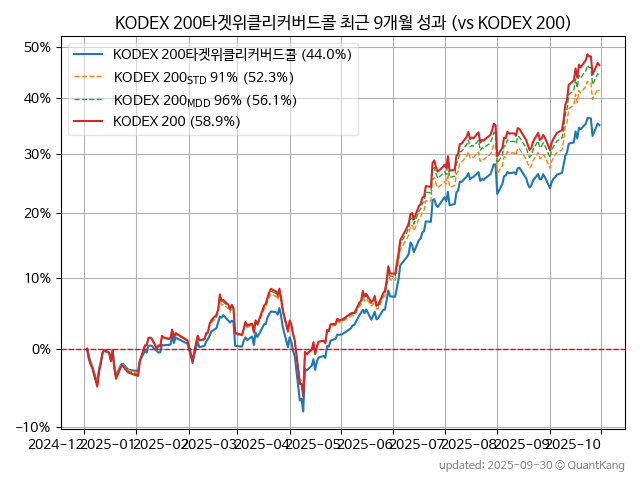 KODEX 200타겟위클리커버드콜 최근 9개월 성과 (vs KODEX 200)
KODEX 200타겟위클리커버드콜 (44.0%)
KODEX 200STD 91% (52.3%)
KODEX 200MDD 96% (56.1%)
KODEX 200 (58.9%)
50%
40%
30%
20%
10%
0%
−10%
2024-12 2025-01 2025-02 2025-03 2025-04 2025-05 2025-06 2025-07 2025-08 2025-09 2025-10
updated: 2025-09-30 © QuantKang